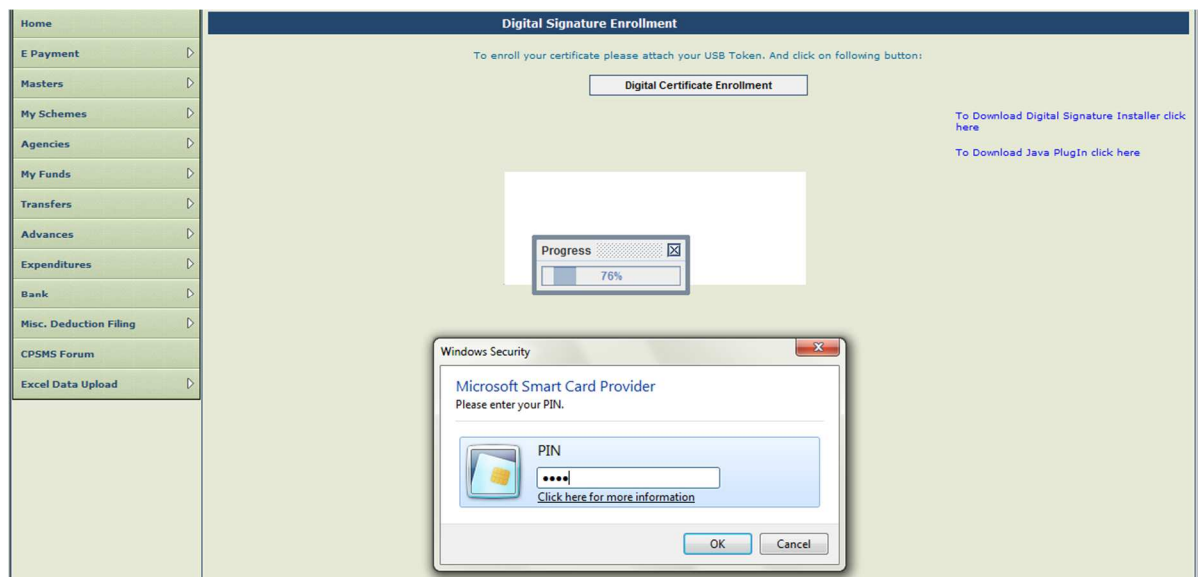 Home
E Payment
Masters
My Schemes
Agencies
My Funds
Transfers
Advances
Expenditures
Bank
Misc. Deduction Filing
CPSMS Forum
Excel Data Upload
Digital Signature Enrollment
To enroll your certificate please attach your USB Token. And click on following button:
Digital Certificate Enrollment
To Download Digital Signature Installer click
here
To Download Java PlugIn click here
Progress
76%
Windows Security
Microsoft Smart Card Provider
Please enter your PIN.
PIN
••••
Click here for more information
OK
Cancel